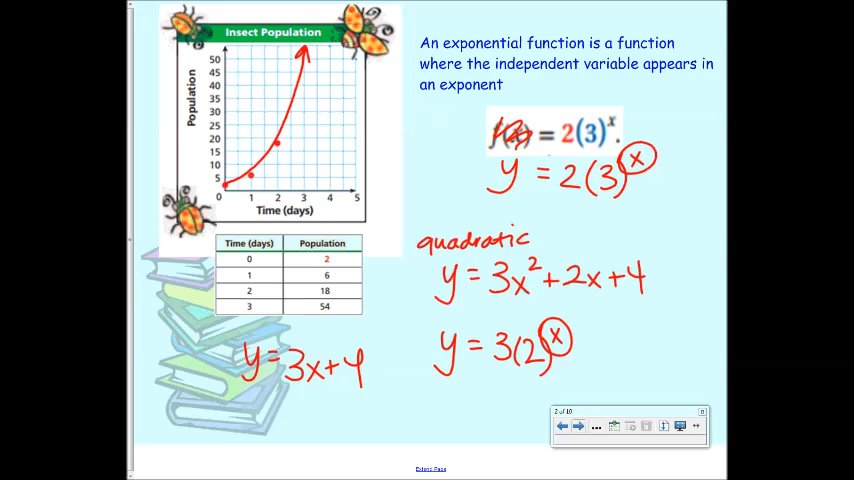 Insect Population
Population
50
45
40
35
30
25
20
15
10
5
0 1 2 3 4 5
Time (days)
Time (days) Population
0 2
1 6
2 18
3 54
y = 3x + 4
An exponential function is a function
where the independent variable appears in
an exponent
f(x) = 2(3)ˣ.
y = 2(3)ˣ
quadratic
y = 3x² + 2x + 4
y = 3(2)ˣ
2 of 10
Extend Page